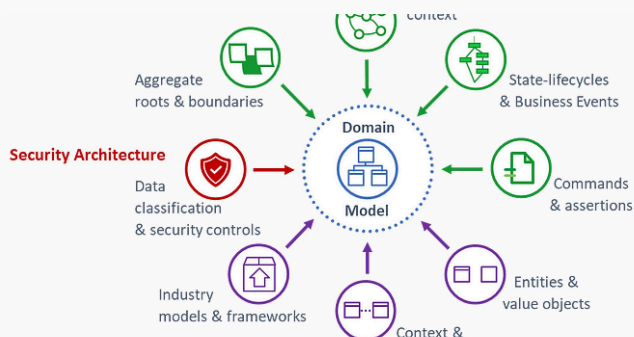 context
Aggregate
roots & boundaries
State-lifecycles
& Business Events
Domain
Security Architecture
Data
classification
& security controls
Model
Commands
& assertions
Industry
models & frameworks
Entities &
value objects
Context &